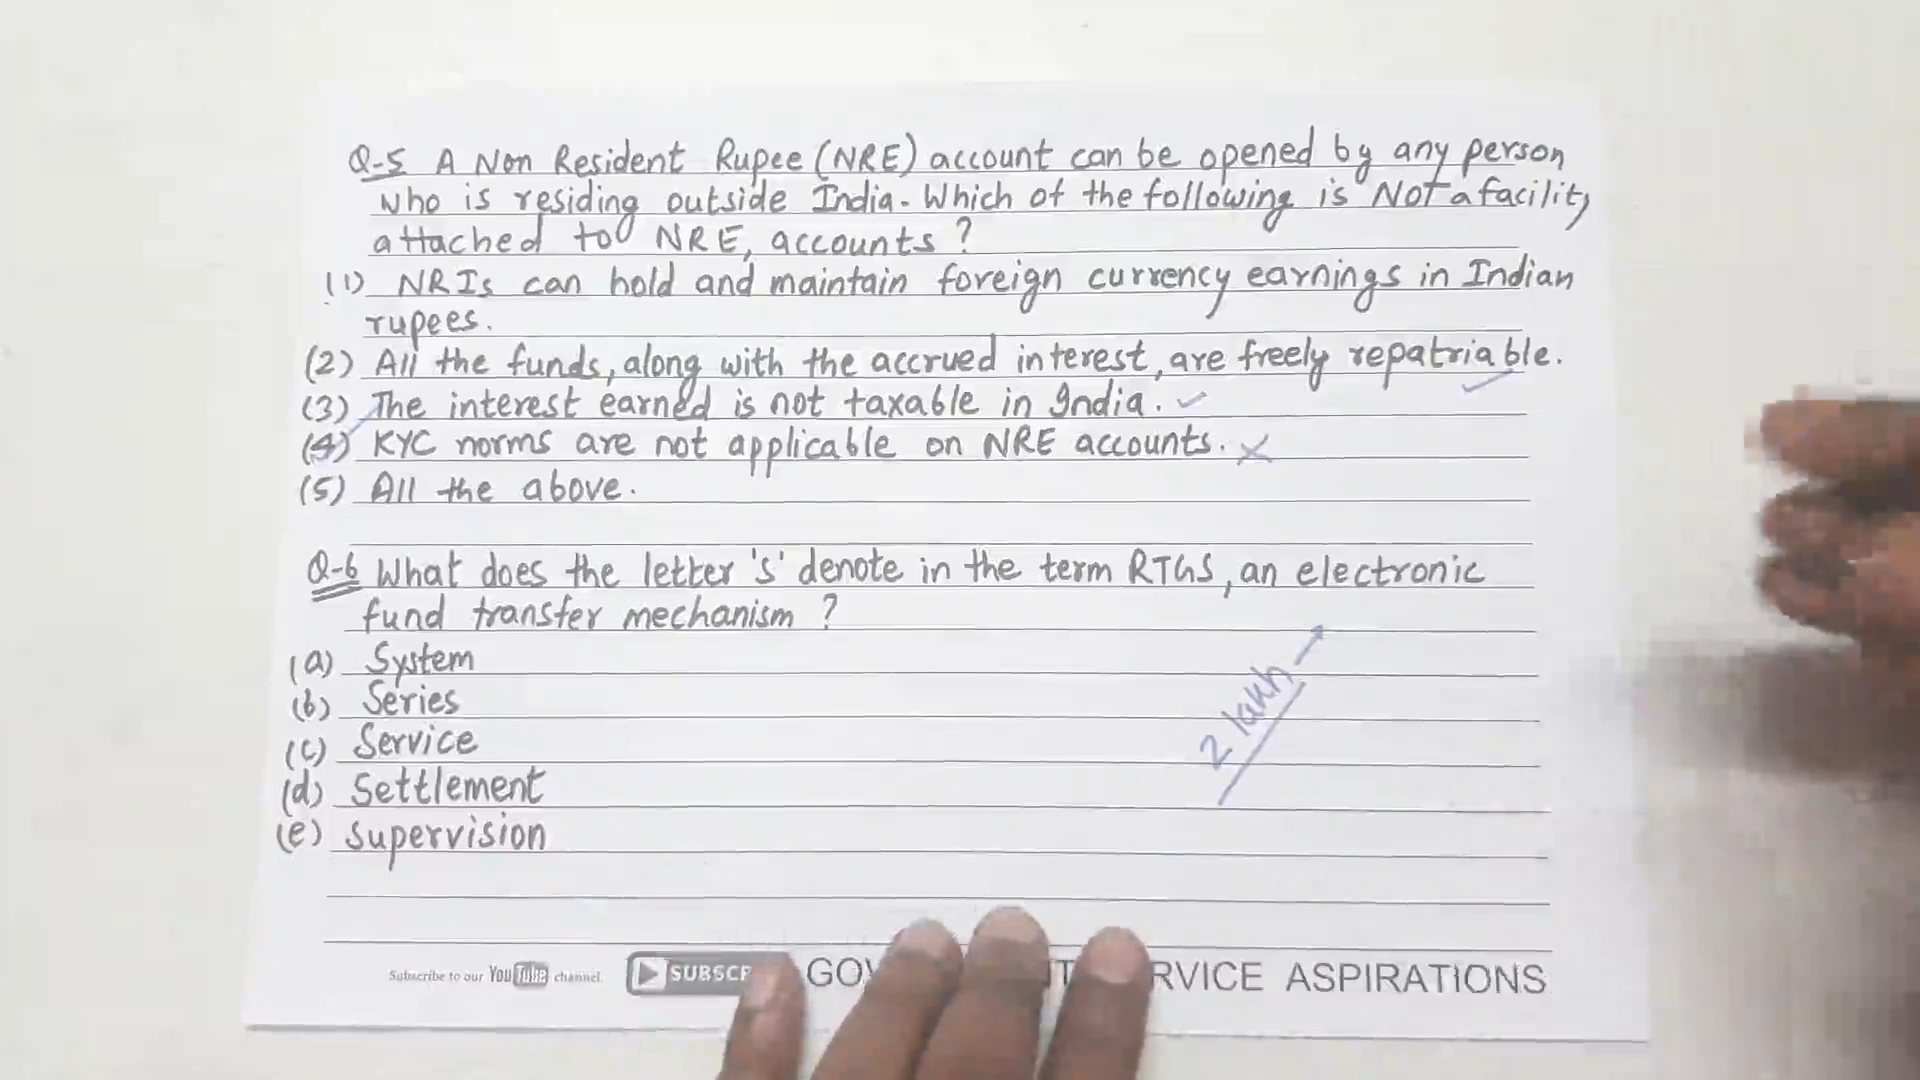 Q-5 A Non Resident Rupee (NRE) account can be opened by any person
who is residing outside India. Which of the following is NOT a facility
attached to NRE, accounts ?
(1) NRIs can hold and maintain foreign currency earnings in Indian
rupees.
(2) All the funds, along with the accrued interest, are freely repatriable.
(3) The interest earned is not taxable in India.
(4) KYC norms are not applicable on NRE accounts.
(5) All the above.
Q-6 What does the letter 's' denote in the term RTGS, an electronic
fund transfer mechanism ?
2 lakh
(a) System
(b) Series
(c) Service
(d) Settlement
(e) Supervision
Subscribe to our YouTube channel.
ASPIRATIONS